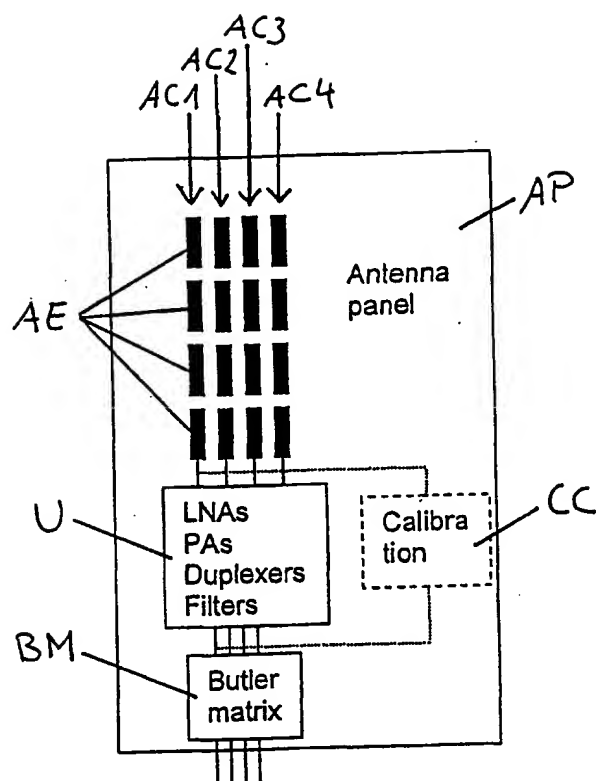 AC3
AC2
AC1
AC4
AP
Antenna
panel
AE
U
LNAs
PAs
Duplexers
Filters
Calibra
tion
CC
BM
Butler
matrix